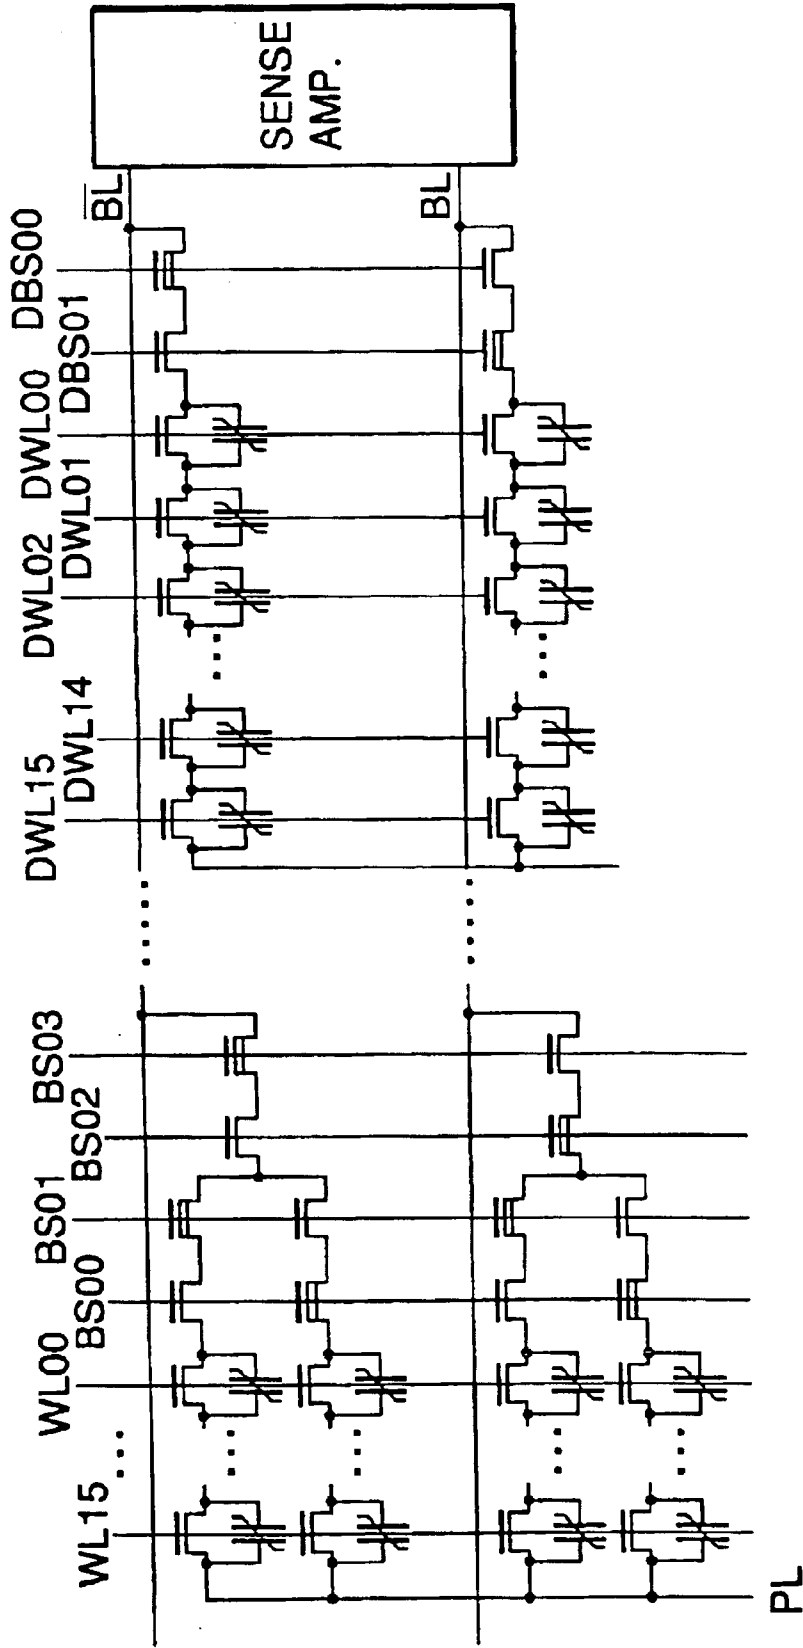 WL15
...
WL00
BS00
BS01
BS02
BS03
DWL15
DWL14
DWL02
DWL01
DWL00
DBS01
DBS00
BL
BL
SENSE
AMP.
PL